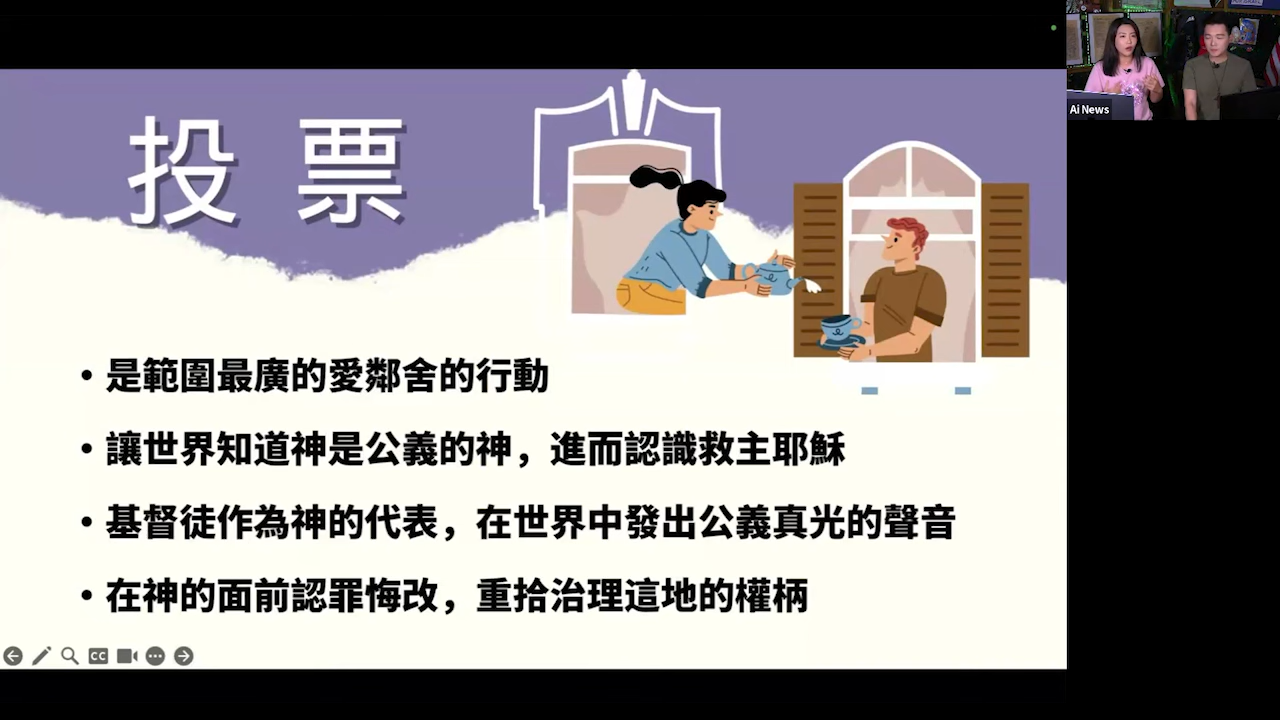 投票
是範圍最廣的愛鄰舍的行動
讓世界知道神是公義的神，進而認識救主耶穌
基督徒作為神的代表，在世界中發出公義真光的聲音
在神的面前認罪悔改，重拾治理這地的權柄
CC
Ai News